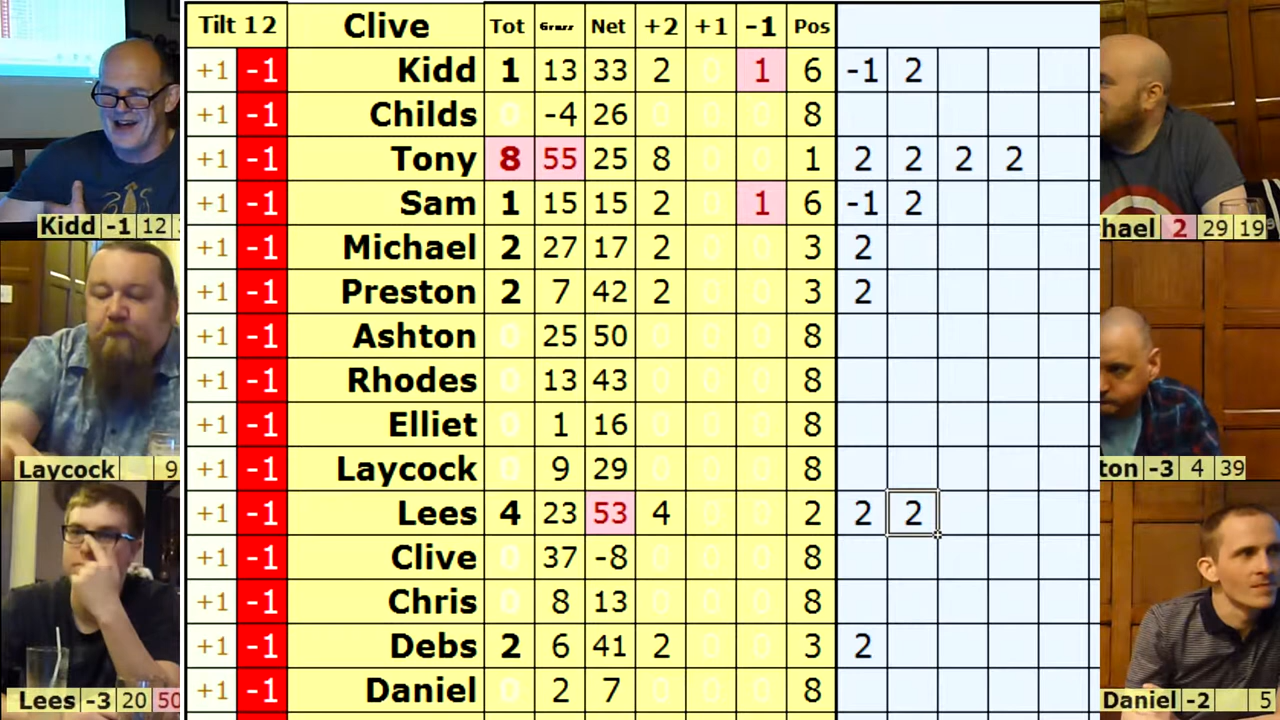 Tilt 12 Clive Tot Gross Net +2 +1 -1 Pos
+1 -1 Kidd 1 13 33 2 0 1 6 -1 2
+1 -1 Childs 0 -4 26 0 0 0 8
+1 -1 Tony 8 55 25 8 0 0 1 2 2 2 2
+1 -1 Sam 1 15 15 2 0 1 6 -1 2
+1 -1 Michael 2 27 17 2 0 0 3 2
+1 -1 Preston 2 7 42 2 0 0 3 2
+1 -1 Ashton 0 25 50 0 0 0 8
+1 -1 Rhodes 0 13 43 0 0 0 8
+1 -1 Elliet 0 1 16 0 0 0 8
+1 -1 Laycock 0 9 29 0 0 0 8
+1 -1 Lees 4 23 53 4 0 0 2 2 2
+1 -1 Clive 0 37 -8 0 0 0 8
+1 -1 Chris 0 8 13 0 0 0 8
+1 -1 Debs 2 6 41 2 0 0 3 2
+1 -1 Daniel 0 2 7 0 0 0 8
Kidd -1 12
Laycock 9
Lees -3 20 50
hael 2 29 19
ton -3 4 39
Daniel -2 5